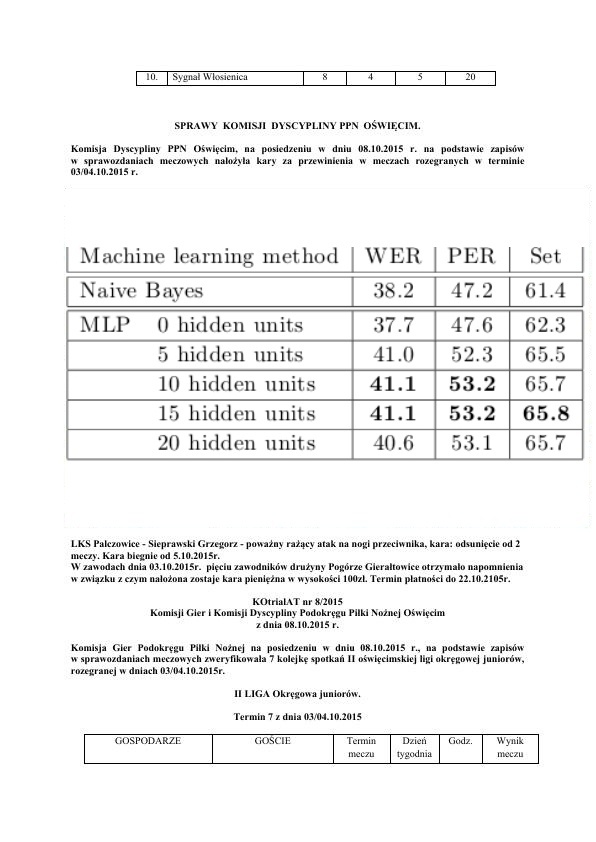 10. Sygnał Włosienica 8 4 5 20
SPRAWY KOMISJI DYSCYPLINY PPN OŚWIĘCIM.
Komisja Dyscypliny PPN Oświęcim, na posiedzeniu w dniu 08.10.2015 r. na podstawie zapisów
w sprawozdaniach meczowych nałożyła kary za przewinienia w meczach rozegranych w terminie
03/04.10.2015 r.
Machine learning method WER PER Set
Naive Bayes 38.2 47.2 61.4
MLP 0 hidden units 37.7 47.6 62.3
5 hidden units 41.0 52.3 65.5
10 hidden units 41.1 53.2 65.7
15 hidden units 41.1 53.2 65.8
20 hidden units 40.6 53.1 65.7
LKS Palczowice - Sieprawski Grzegorz - poważny rażący atak na nogi przeciwnika, kara: odsunięcie od 2
meczy. Kara biegnie od 5.10.2015r.
W zawodach dnia 03.10.2015r. pięciu zawodników drużyny Pogórze Gierałtowice otrzymało napomnienia
w związku z czym nałożona zostaje kara pieniężna w wysokości 100zł. Termin płatności do 22.10.2105r.
KOtrialAT nr 8/2015
Komisji Gier i Komisji Dyscypliny Podokręgu Piłki Nożnej Oświęcim
z dnia 08.10.2015 r.
Komisja Gier Podokręgu Piłki Nożnej na posiedzeniu w dniu 08.10.2015 r., na podstawie zapisów
w sprawozdaniach meczowych zweryfikowała 7 kolejkę spotkań II oświęcimskiej ligi okręgowej juniorów,
rozegranej w dniach 03/04.10.2015r.
II LIGA Okręgowa juniorów.
Termin 7 z dnia 03/04.10.2015
GOSPODARZE GOŚCIE Termin Dzień Godz. Wynik
meczu tygodnia meczu